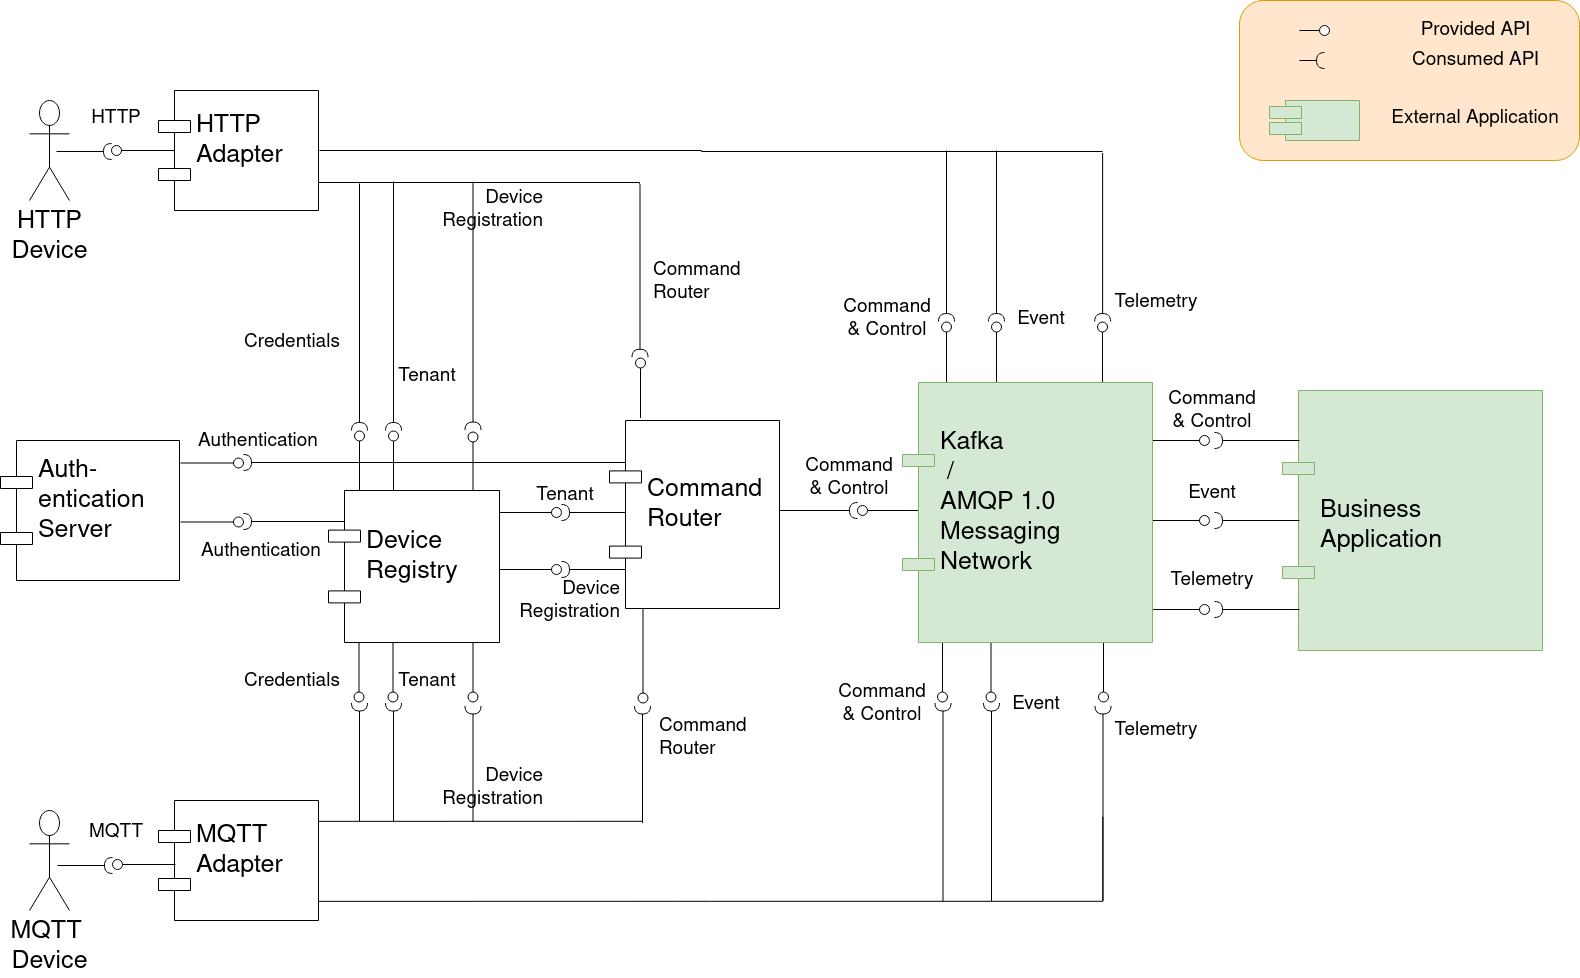 Provided API
Consumed API
External Application
HTTP
HTTP
Adapter
HTTP
Device
Device
Registration
Command
Router
Credentials
Tenant
Command
& Control
Event
Telemetry
Authentication
Auth-
entication
Server
Authentication
Device
Registry
Tenant
Device
Registration
Command
Router
Command
& Control
Kafka
/
AMQP 1.0
Messaging
Network
Command
& Control
Event
Telemetry
Business
Application
Credentials
Tenant
Device
Registration
Command
Router
Command
& Control
Event
Telemetry
MQTT
MQTT
Adapter
MQTT
Device